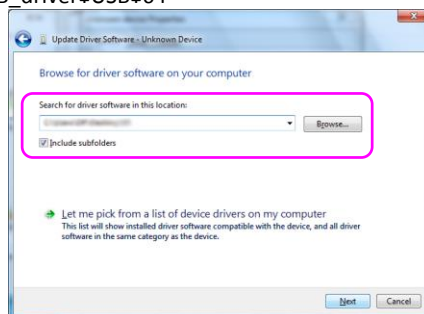 Update Driver Software - Unknown Device
Browse for driver software on your computer
Search for driver software in this location:
Browse...
Include subfolders
Let me pick from a list of device drivers on my computer
This list will show installed driver software compatible with the device, and all driver
software in the same category as the device.
Next Cancel